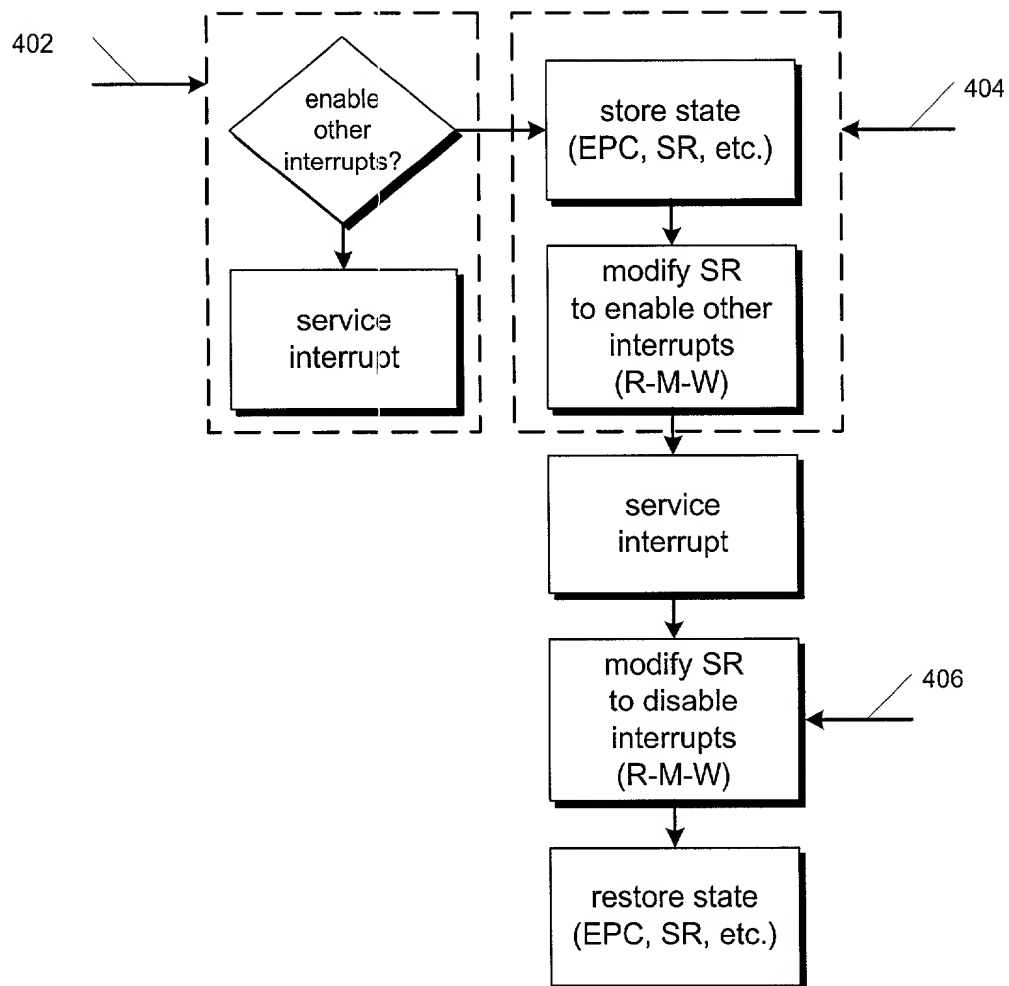 402
enable
other
interrupts?
service
interrupt
store state
(EPC, SR, etc.)
404
modify SR
to enable other
interrupts
(R-M-W)
service
interrupt
modify SR
to disable
interrupts
(R-M-W)
406
restore state
(EPC, SR, etc.)